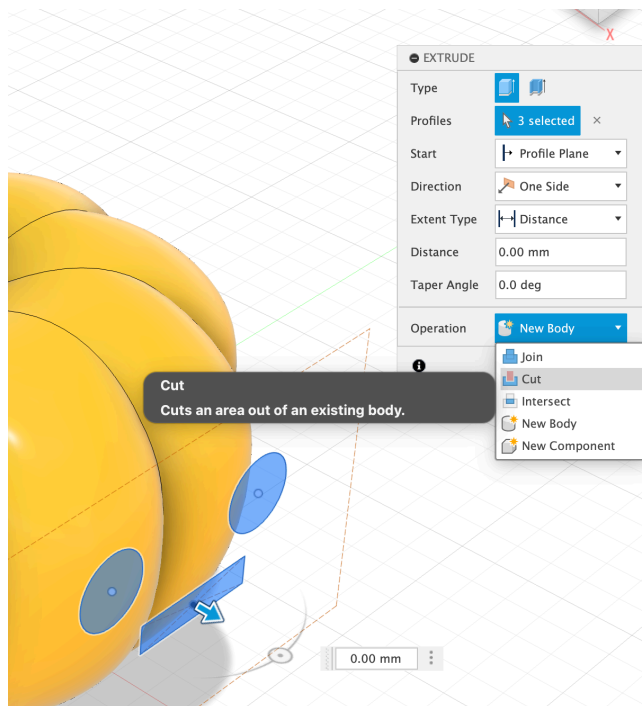 X
EXTRUDE
Type
Profiles 3 selected ×
Start Profile Plane
Direction One Side
Extent Type Distance
Distance 0.00 mm
Taper Angle 0.0 deg
Operation New Body
Join
Cut
Intersect
New Body
New Component
Cut
Cuts an area out of an existing body.
0.00 mm